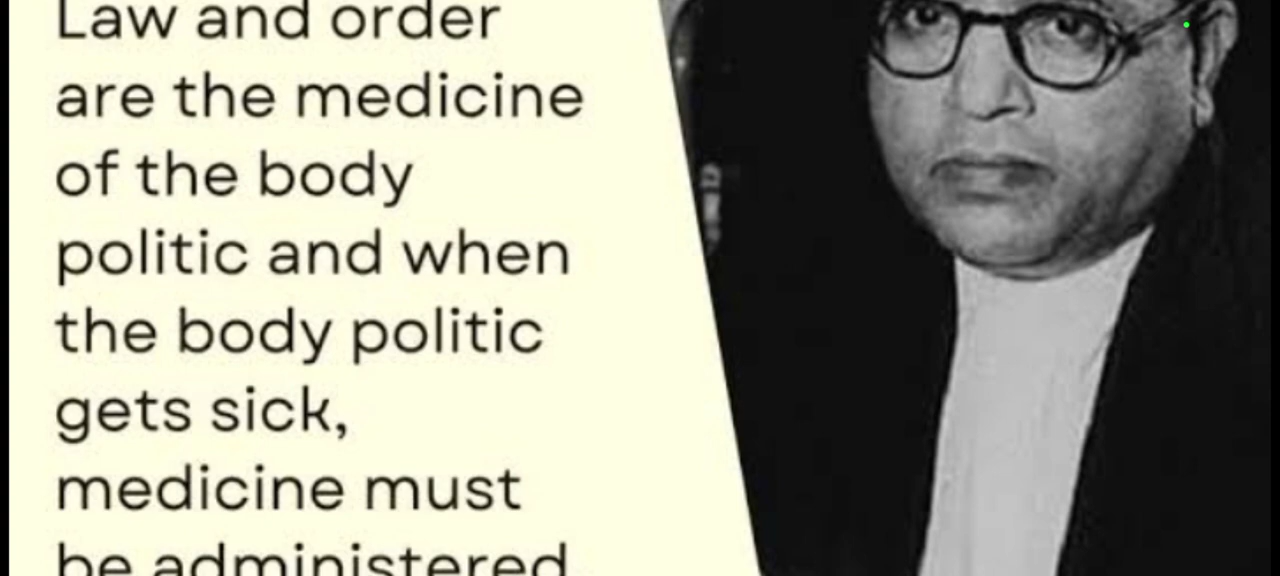 Law and order
are the medicine
of the body
politic and when
the body politic
gets sick,
medicine must
be administered